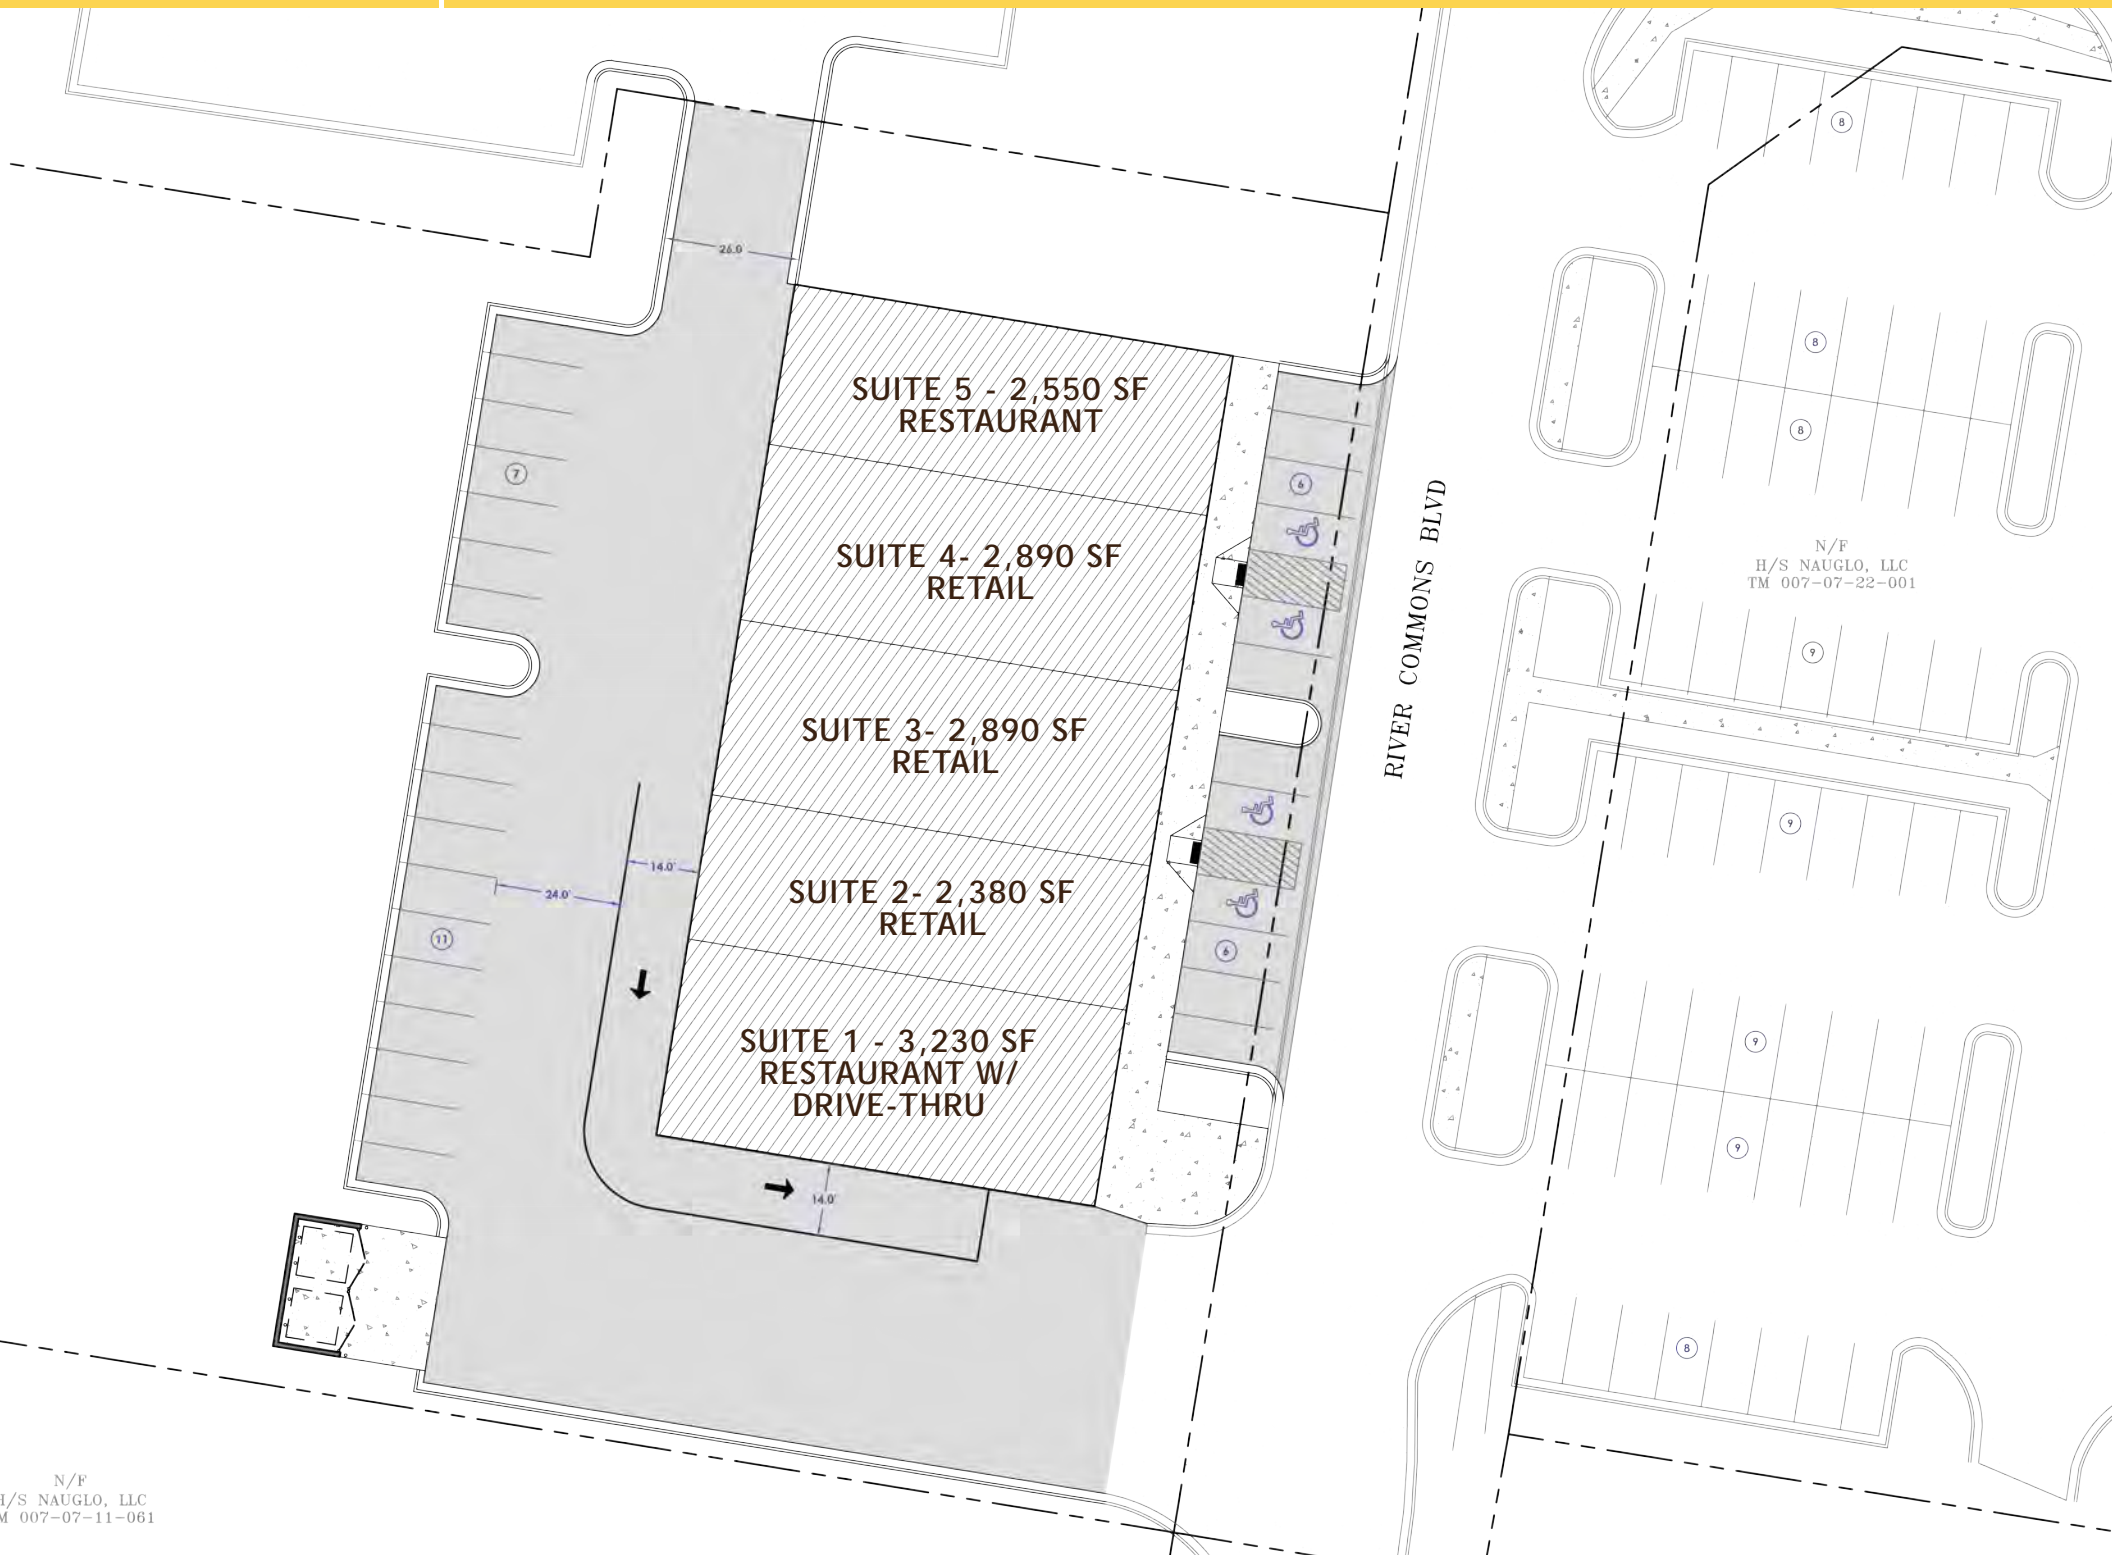 8
26.0
8
SUITE 5 - 2,550 SF
RESTAURANT
8
7
6
SUITE 4- 2,890 SF
RETAIL
N/F
H/S NAUGLO, LLC
TM 007-07-22-001
RIVER COMMONS BLVD
9
SUITE 3- 2,890 SF
RETAIL
9
14.0'
24.0'
SUITE 2- 2,380 SF
RETAIL
11
6
SUITE 1 - 3,230 SF
RESTAURANT W/
DRIVE-THRU
9
9
14.0'
8
N/F
H/S NAUGLO, LLC
M 007-07-11-061